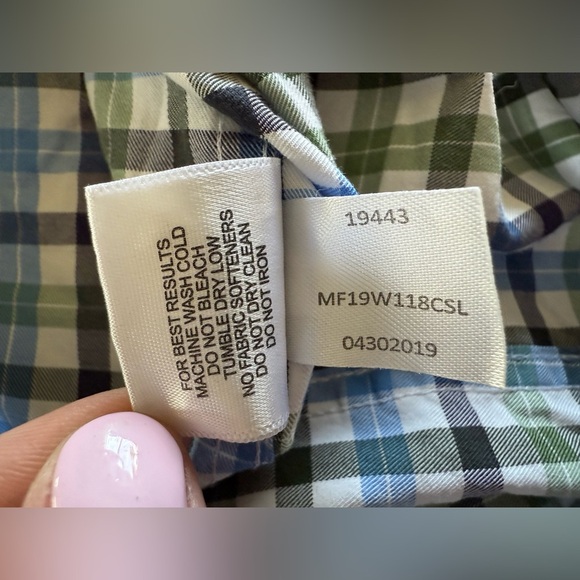 FOR BEST RESULTS
MACHINE WASH COLD
DO NOT BLEACH
TUMBLE DRY LOW
NO FABRIC SOFTENERS
DO NOT DRY CLEAN
DO NOT IRON
19443
MF19W118CSL
04302019